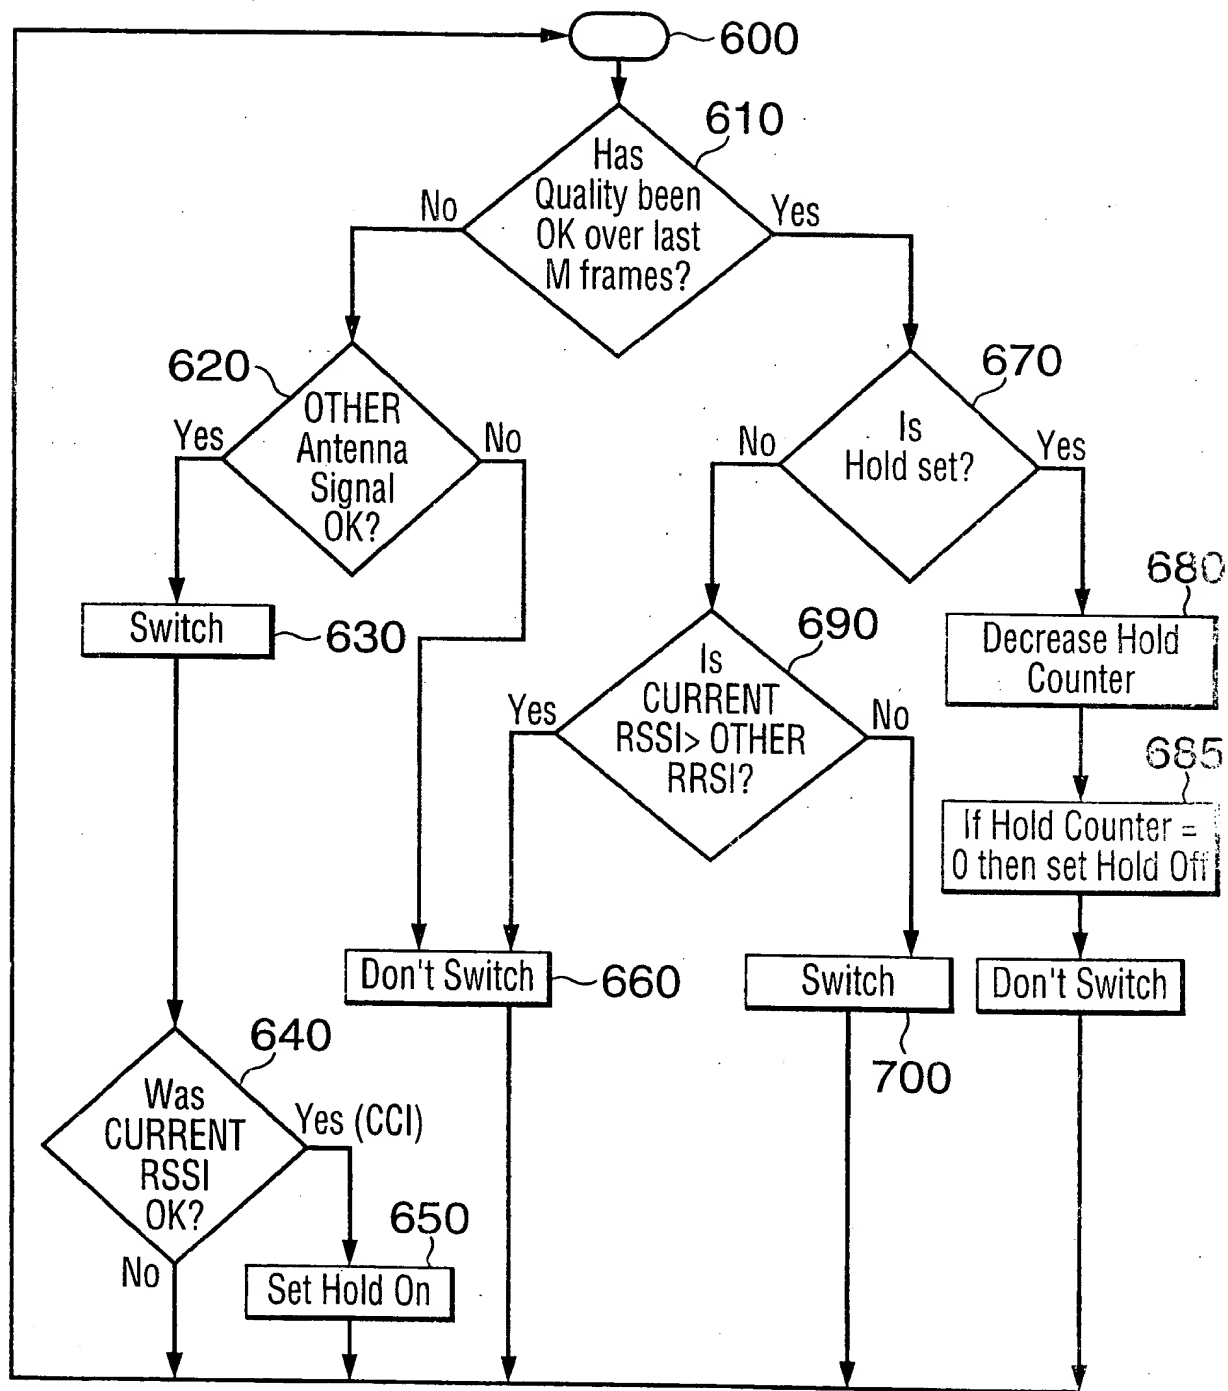 600
610
Has
Quality been
OK over last
M frames?
No
Yes
620
OTHER
Antenna
Signal
OK?
Yes
No
670
Is
Hold set?
No
Yes
Switch
630
680
Decrease Hold
Counter
690
Is
CURRENT
RSSI> OTHER
RRSI?
Yes
No
685
If Hold Counter =
0 then set Hold Off
Don't Switch
660
Switch
700
Don't Switch
640
Was
CURRENT
RSSI
OK?
Yes (CCI)
No
650
Set Hold On